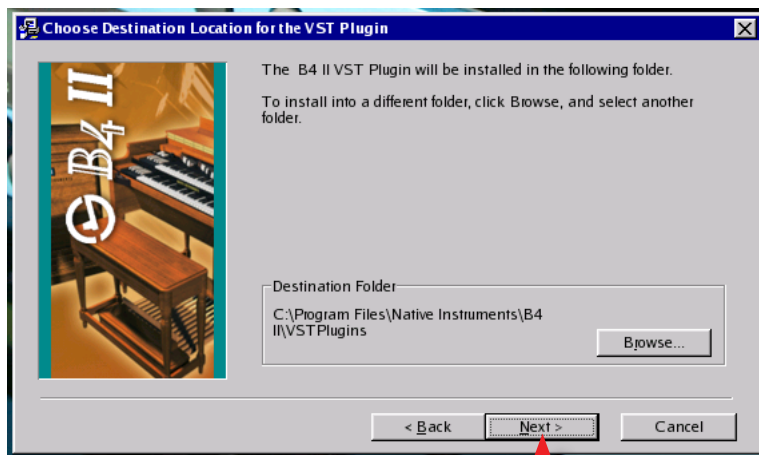 Choose Destination Location for the VST Plugin
B4 II
The B4 II VST Plugin will be installed in the following folder.
To install into a different folder, click Browse, and select another
folder.
Destination Folder
C:\Program Files\Native Instruments\B4
II\VSTPlugins
Browse...
< Back
Next >
Cancel